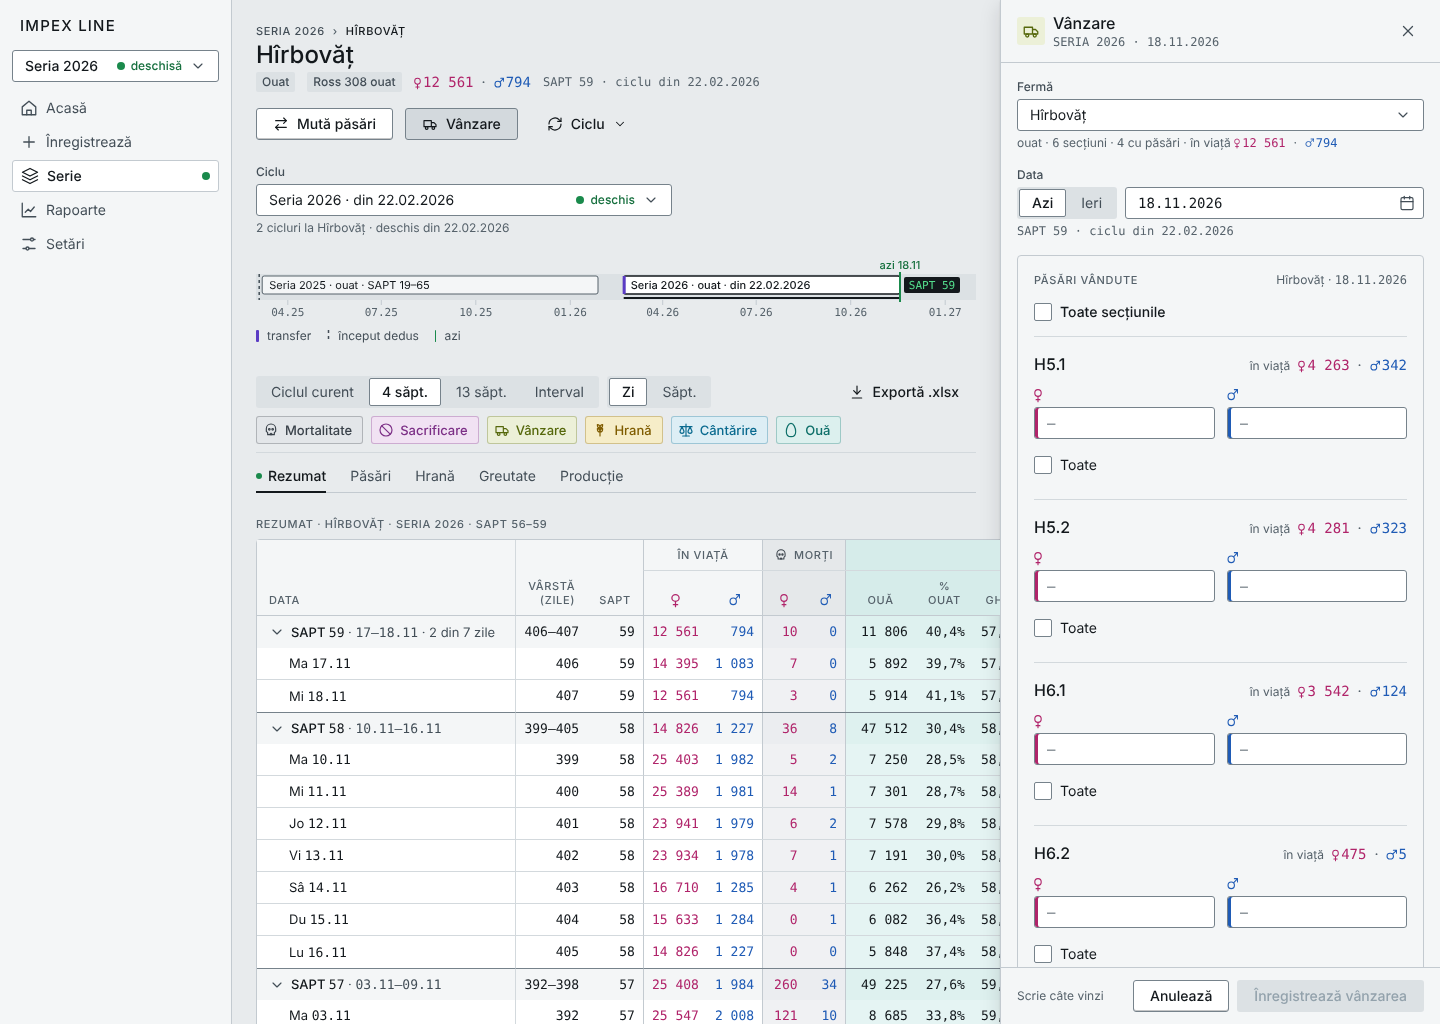 IMPEX LINE
Seria 2026 deschisă
Acasă
Înregistrează
Serie
Rapoarte
Setări
SERIA 2026 › HÎRBOVĂȚ
Hîrbovăț
Ouat Ross 308 ouat ♀12 561 · ♂794 SAPT 59 · ciclu din 22.02.2026
Mută păsări Vânzare Ciclu
Ciclu
Seria 2026 · din 22.02.2026 deschis
2 cicluri la Hîrbovăț · deschis din 22.02.2026
azi 18.11
Seria 2025 · ouat · SAPT 19–65 Seria 2026 · ouat · din 22.02.2026 SAPT 59
04.25 07.25 10.25 01.26 04.26 07.26 10.26 01.27
transfer început dedus azi
Ciclul curent 4 săpt. 13 săpt. Interval Zi Săpt. Exportă .xlsx
Mortalitate Sacrificare Vânzare Hrană Cântărire Ouă
Rezumat Păsări Hrană Greutate Producție
REZUMAT · HÎRBOVĂȚ · SERIA 2026 · SAPT 56–59
ÎN VIAȚĂ MORȚI
DATA VÂRSTĂ (ZILE) SAPT ♀ ♂ ♀ ♂ OUĂ % OUAT GH
SAPT 59 · 17–18.11 · 2 din 7 zile 406–407 59 12 561 794 10 0 11 806 40,4% 57,
Ma 17.11 406 59 14 395 1 083 7 0 5 892 39,7% 57,
Mi 18.11 407 59 12 561 794 3 0 5 914 41,1% 57,
SAPT 58 · 10.11–16.11 399–405 58 14 826 1 227 36 8 47 512 30,4% 58,
Ma 10.11 399 58 25 403 1 982 5 2 7 250 28,5% 58,
Mi 11.11 400 58 25 389 1 981 14 1 7 301 28,7% 58,
Jo 12.11 401 58 23 941 1 979 6 2 7 578 29,8% 58,
Vi 13.11 402 58 23 934 1 978 7 1 7 191 30,0% 58,
Sâ 14.11 403 58 16 710 1 285 4 1 6 262 26,2% 58,
Du 15.11 404 58 15 633 1 284 0 1 6 082 36,4% 58,
Lu 16.11 405 58 14 826 1 227 0 0 5 848 37,4% 58,
SAPT 57 · 03.11–09.11 392–398 57 25 408 1 984 260 34 49 225 27,6% 59,
Ma 03.11 392 57 25 547 2 008 121 10 8 685 33,8% 59,
Vânzare
SERIA 2026 · 18.11.2026
Fermă
Hîrbovăț
ouat · 6 secțiuni · 4 cu păsări · în viață ♀12 561 · ♂794
Data
Azi Ieri 18.11.2026
SAPT 59 · ciclu din 22.02.2026
PĂSĂRI VÂNDUTE Hîrbovăț · 18.11.2026
Toate secțiunile
H5.1 în viață ♀4 263 · ♂342
♀ ♂
– –
Toate
H5.2 în viață ♀4 281 · ♂323
♀ ♂
– –
Toate
H6.1 în viață ♀3 542 · ♂124
♀ ♂
– –
Toate
H6.2 în viață ♀475 · ♂5
♀ ♂
– –
Toate
Scrie câte vinzi Anulează Înregistrează vânzarea